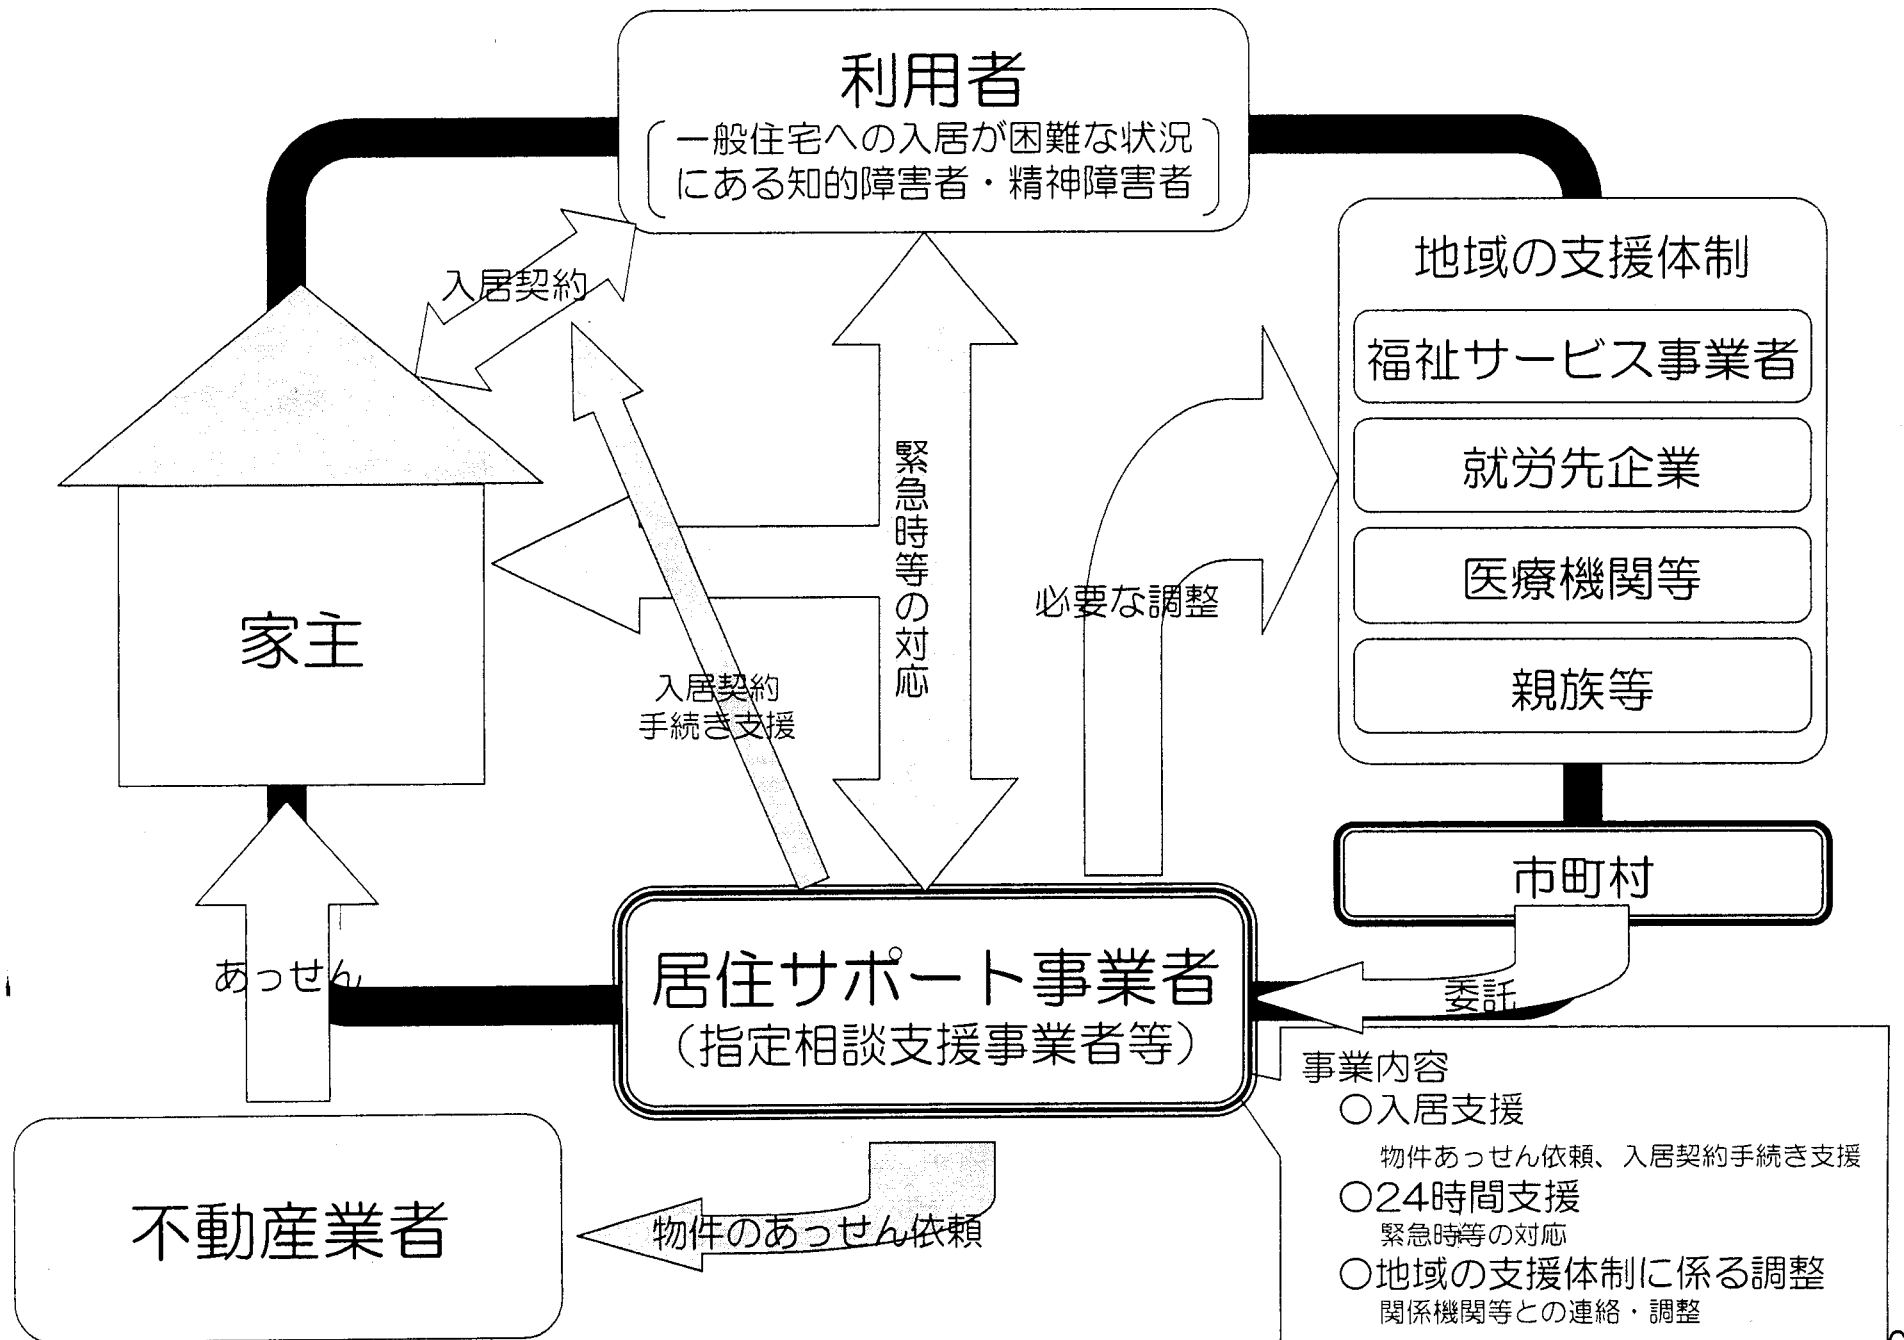 利用者
一般住宅への入居が困難な状況
にある知的障害者・精神障害者
入居契約
地域の支援体制
福祉サービス事業者
就労先企業
医療機関等
親族等
緊急時等の対応
必要な調整
家主
入居契約
手続き支援
市町村
あっせん
居住サポート事業者
（指定相談支援事業者等）
委託
不動産業者
物件のあっせん依頼
事業内容
○入居支援
物件あっせん依頼、入居契約手続き支援
○24時間支援
緊急時等の対応
○地域の支援体制に係る調整
関係機関等との連絡・調整